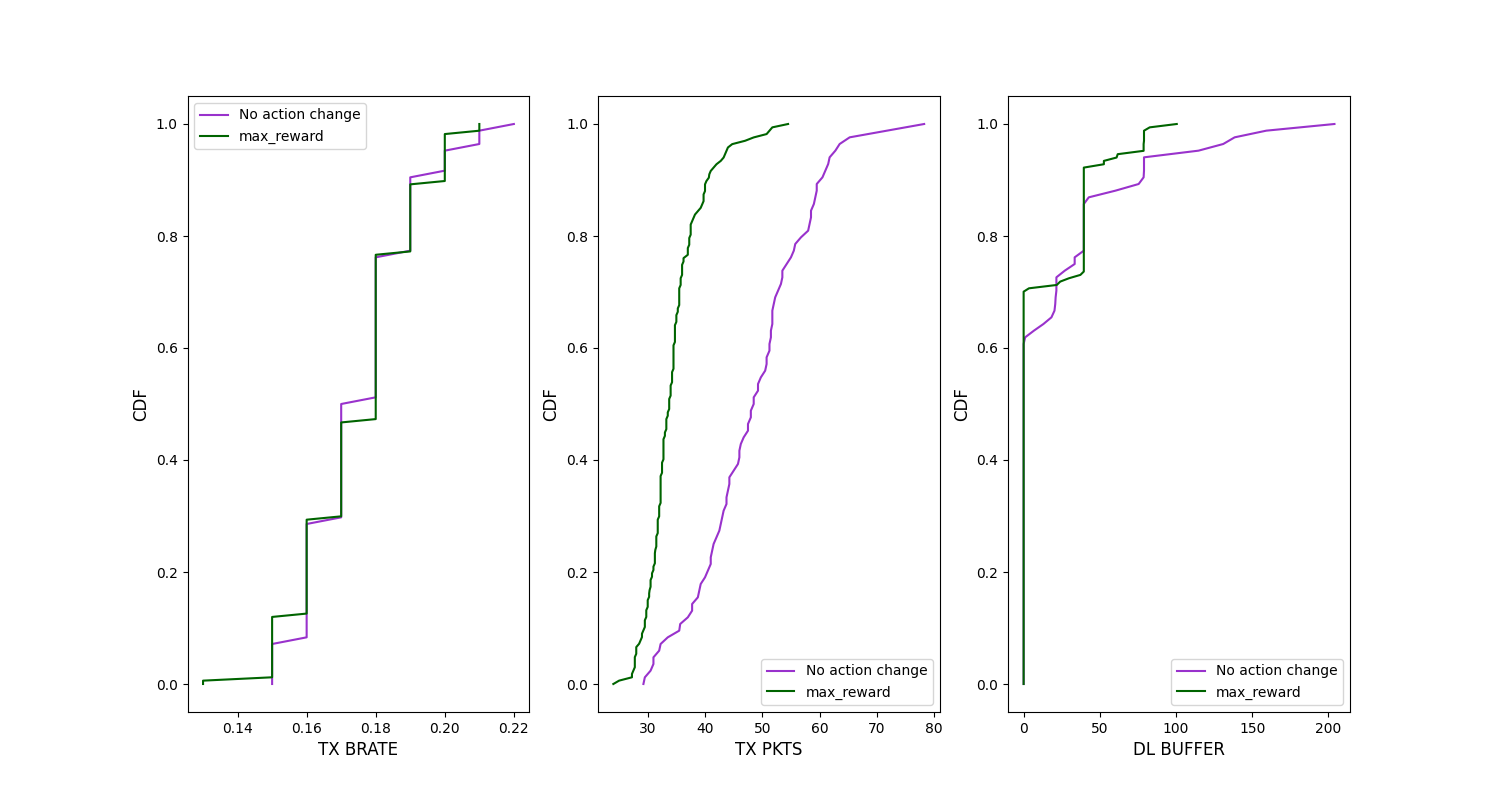 1.0
0.8
0.6
0.4
0.2
0.0
CDF
No action change
max_reward
0.14
0.16
0.18
0.20
0.22
TX BRATE
1.0
0.8
0.6
0.4
0.2
0.0
CDF
No action change
max_reward
30
40
50
60
70
80
TX PKTS
1.0
0.8
0.6
0.4
0.2
0.0
CDF
No action change
max_reward
0
50
100
150
200
DL BUFFER